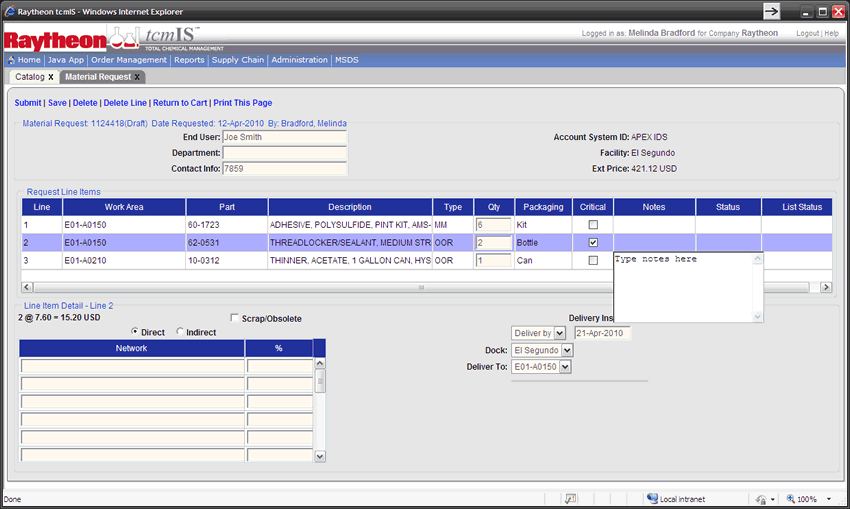 Raytheon tcmIS - Windows Internet Explorer
Raytheon tcmIS™ TOTAL CHEMICAL MANAGEMENT
Logged in as: Melinda Bradford for Company Raytheon Logout | Help
Home | Java App | Order Management | Reports | Supply Chain | Administration | MSDS
Catalog x Material Request x
Submit | Save | Delete | Delete Line | Return to Cart | Print This Page
Material Request: 1124418(Draft) Date Requested: 12-Apr-2010 By: Bradford, Melinda
End User: Joe Smith Account System ID: APEX IDS
Department: Facility: El Segundo
Contact Info: 7859 Ext Price: 421.12 USD
Request Line Items
Line Work Area Part Description Type Qty Packaging Critical Notes Status List Status
1 E01-A0150 60-1723 ADHESIVE, POLYSULFIDE, PINT KIT, AMS- MM 6 Kit
2 E01-A0150 62-0531 THREADLOCKER/SEALANT, MEDIUM STR OOR 2 Bottle
3 E01-A0210 10-0312 THINNER, ACETATE, 1 GALLON CAN, HYS OOR 1 Can
Type notes here
Line Item Detail - Line 2
2 @ 7.60 = 15.20 USD Scrap/Obsolete Delivery Ins
Direct Indirect Deliver by 21-Apr-2010
Network %
Dock: El Segundo
Deliver To: E01-A0150
Done Local intranet 100%